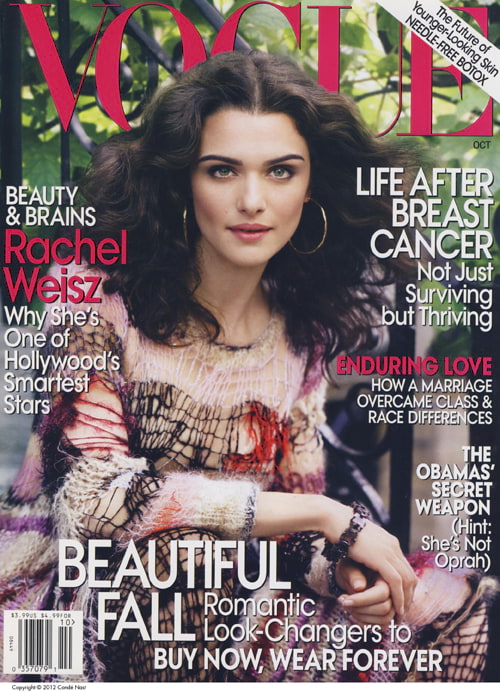 VOGUE
The Future of
Younger-Looking Skin
NEEDLE-FREE BOTOX
OCT
BEAUTY
& BRAINS
Rachel
Weisz
Why She's
One of
Hollywood's
Smartest
Stars
LIFE AFTER
BREAST
CANCER
Not Just
Surviving
but Thriving
ENDURING LOVE
HOW A MARRIAGE
OVERCAME CLASS &
RACE DIFFERENCES
THE
OBAMAS'
SECRET
WEAPON
(Hint:
She's Not
Oprah)
BEAUTIFUL
FALL
Romantic
Look-Changers to
BUY NOW, WEAR FOREVER
$3.99US $4.99FOR
10>
0 357079 1
Copyright © 2012 Condé Nast